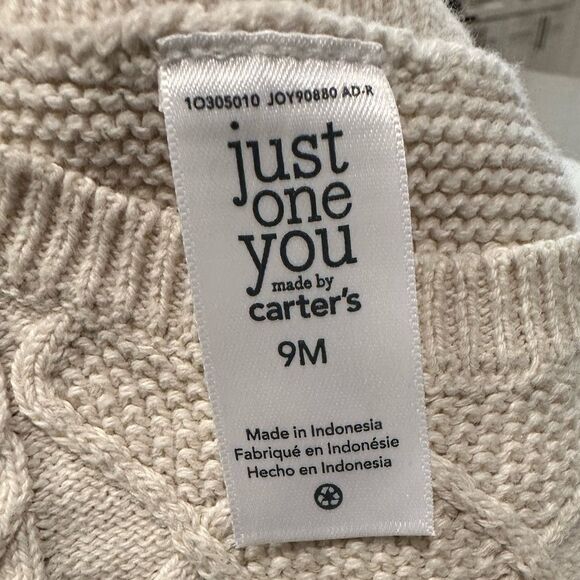 1O305010 JOY90880 AD-R
just
one
you
made by
carter's
9M
Made in Indonesia
Fabriqué en Indonésie
Hecho en Indonesia